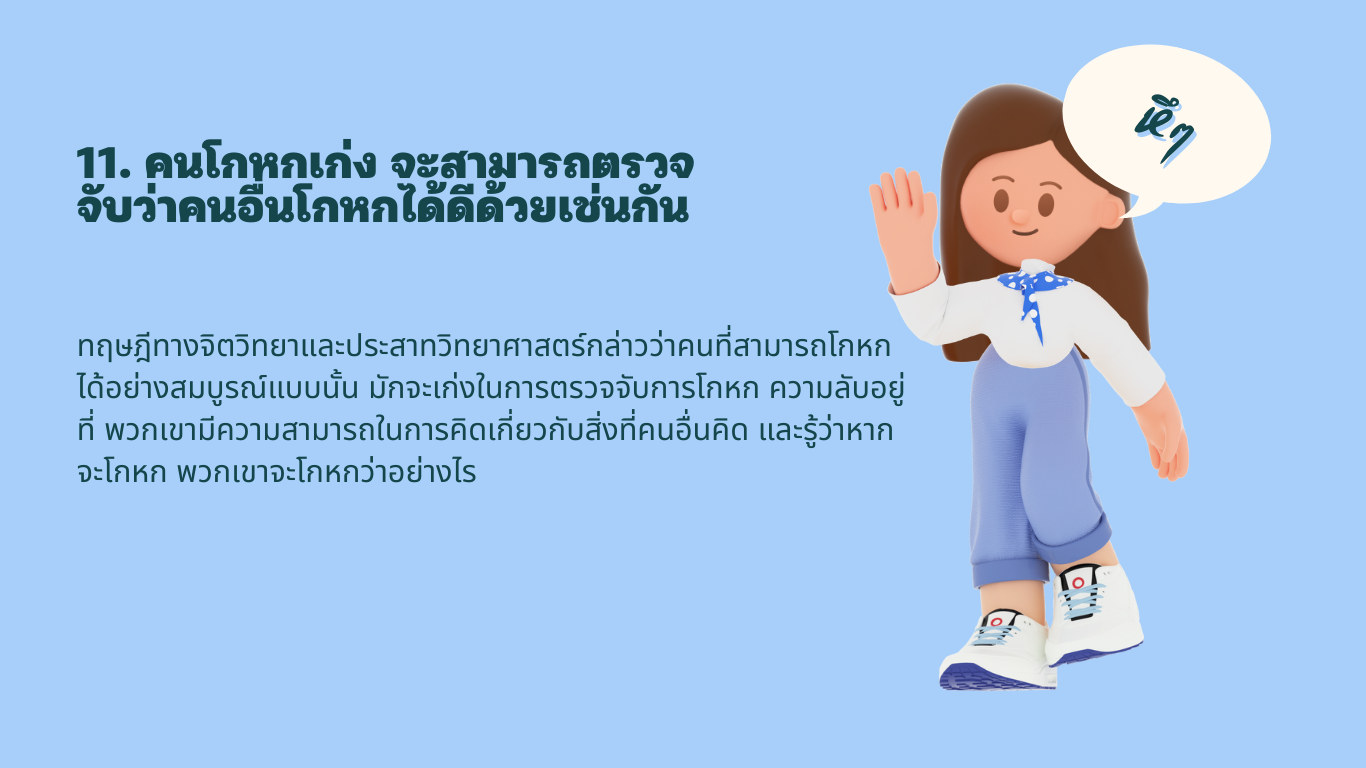 11. คนโกหกเก่ง จะสามารถตรวจ
จับว่าคนอื่นโกหกได้ดีด้วยเช่นกัน
หึๆ
ทฤษฎีทางจิตวิทยาและประสาทวิทยาศาสตร์กล่าวว่าคนที่สามารถโกหก
ได้อย่างสมบูรณ์แบบนั้น มักจะเก่งในการตรวจจับการโกหก ความลับอยู่
ที่ พวกเขามีความสามารถในการคิดเกี่ยวกับสิ่งที่คนอื่นคิด และรู้ว่าหาก
จะโกหก พวกเขาจะโกหกว่าอย่างไร